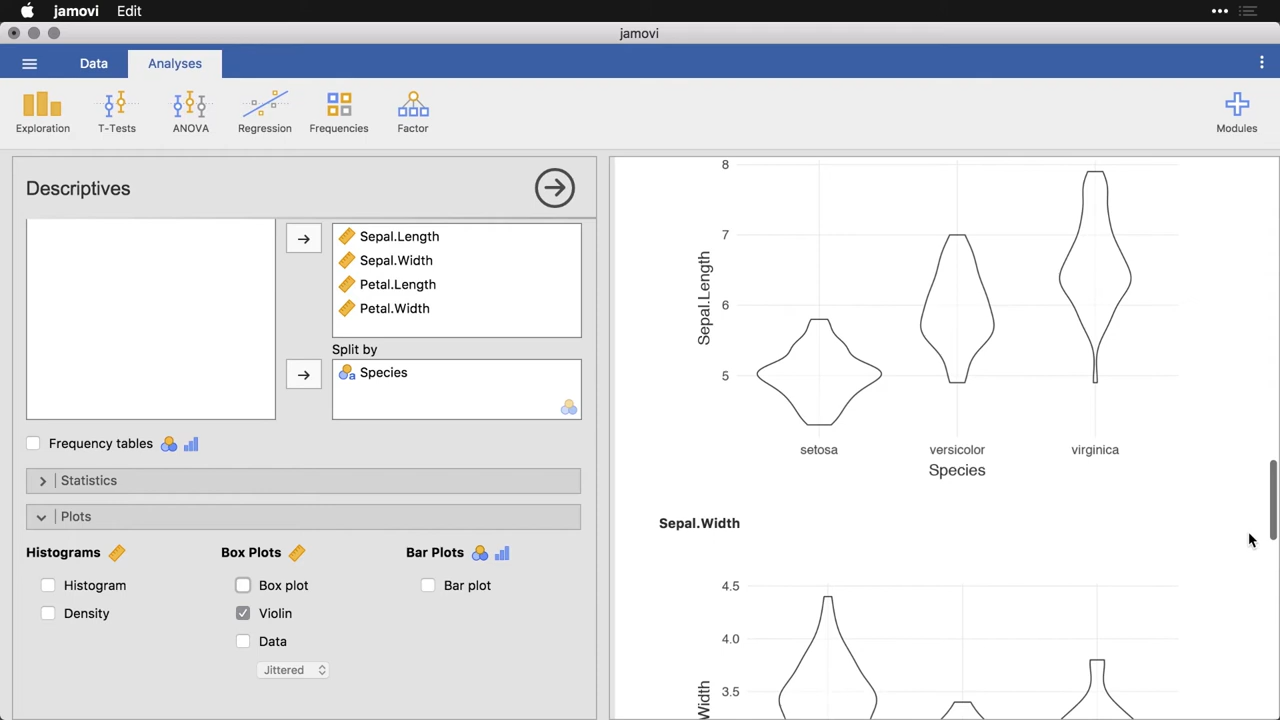 jamovi Edit
jamovi
Data Analyses
Exploration T-Tests ANOVA Regression Frequencies Factor Modules
Descriptives
Sepal.Length
Sepal.Width
Petal.Length
Petal.Width
Split by
Species
Frequency tables
Statistics
Plots
Histograms Box Plots Bar Plots
Histogram Box plot Bar plot
Density Violin
Data
Jittered
8
7
6
5
Sepal.Length
setosa versicolor virginica
Species
Sepal.Width
4.5
4.0
3.5
Width